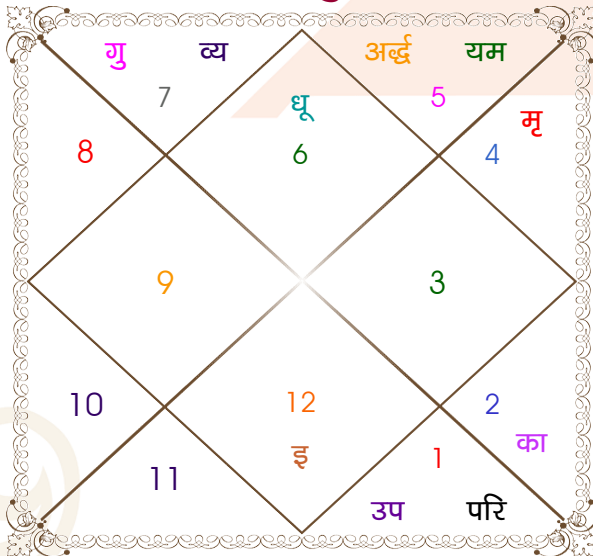 गु व्य अर्द्ध यम
7 धू 5 मृ
8 6 4
9 3
10 12 2
11 इ 1 का
उप परि